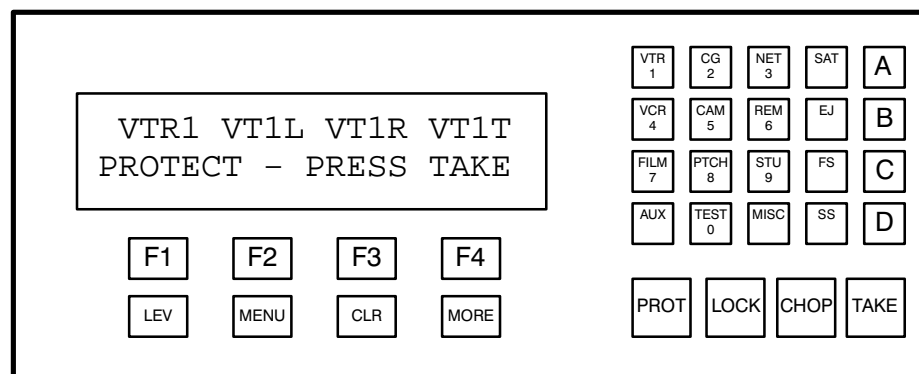 VTR1 VT1L VT1R VT1T
PROTECT – PRESS TAKE
F1 F2 F3 F4
LEV MENU CLR MORE
VTR 1 CG 2 NET 3 SAT A
VCR 4 CAM 5 REM 6 EJ B
FILM 7 PTCH 8 STU 9 FS C
AUX TEST 0 MISC SS D
PROT LOCK CHOP TAKE